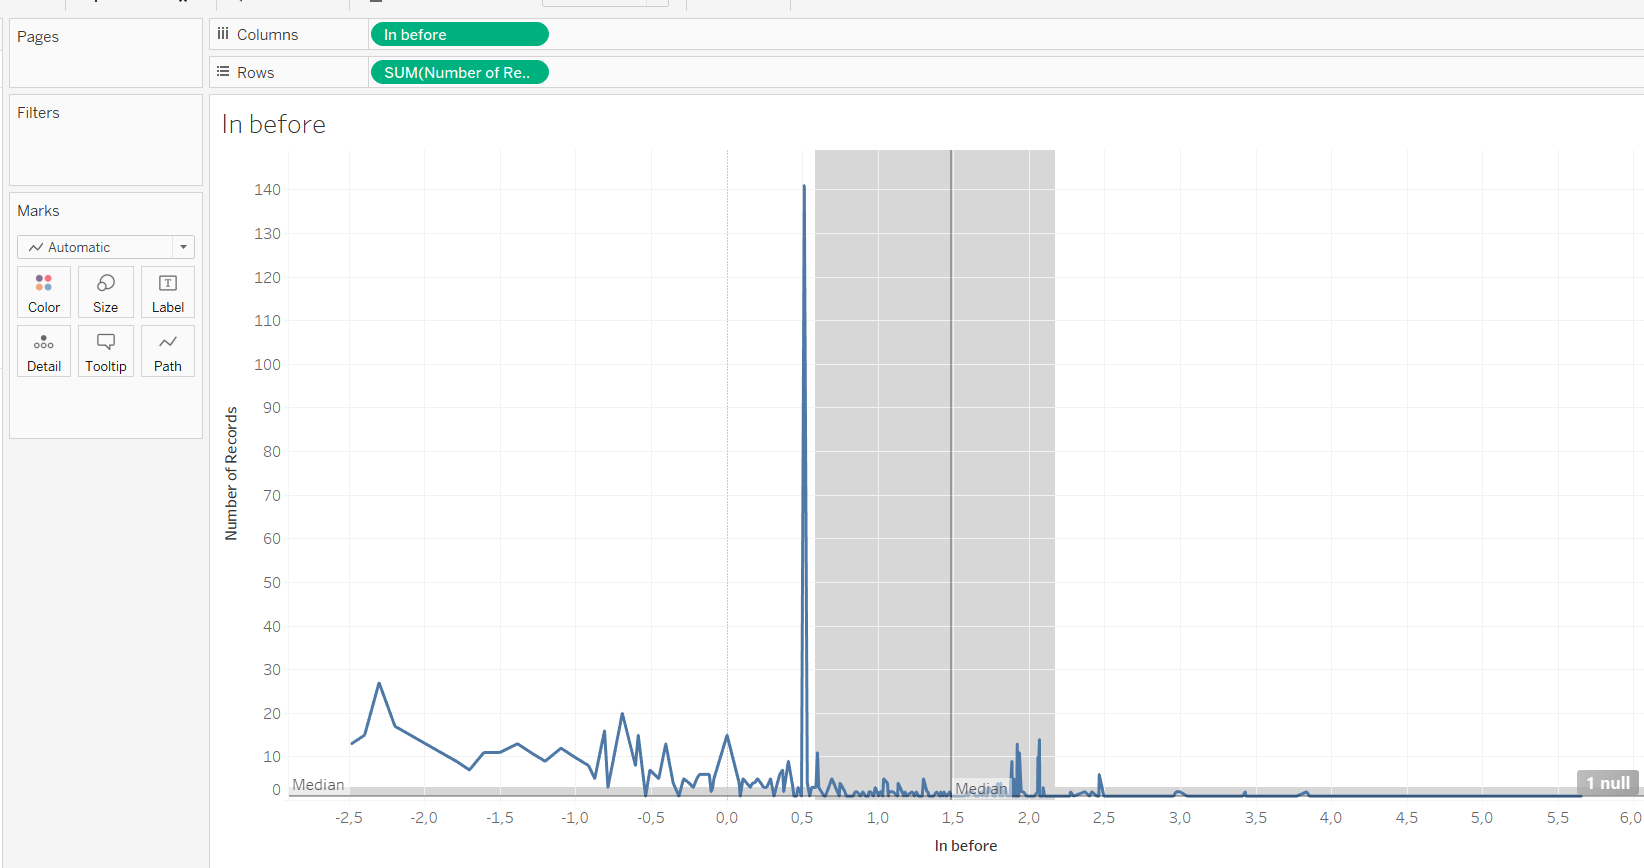 Pages
Columns
In before
Rows
SUM(Number of Re..
Filters
Marks
Automatic
Color
Size
Label
Detail
Tooltip
Path
In before
140
130
120
110
100
90
80
70
60
50
40
30
20
10
0
Number of Records
Median
Median
1 null
-2,5 -2,0 -1,5 -1,0 -0,5 0,0 0,5 1,0 1,5 2,0 2,5 3,0 3,5 4,0 4,5 5,0 5,5 6,0
In before